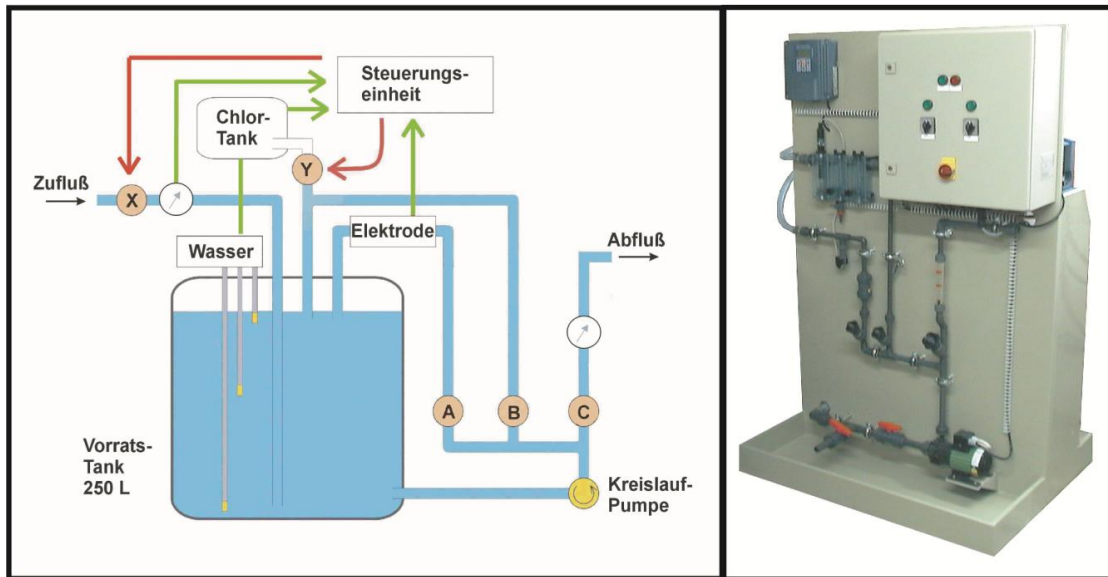 Steuerungs-
einheit
Chlor-
Tank
Y
Zufluß
X
Elektrode
Wasser
Abfluß
A
B
C
Vorrats-
Tank
250 L
Kreislauf-
Pumpe